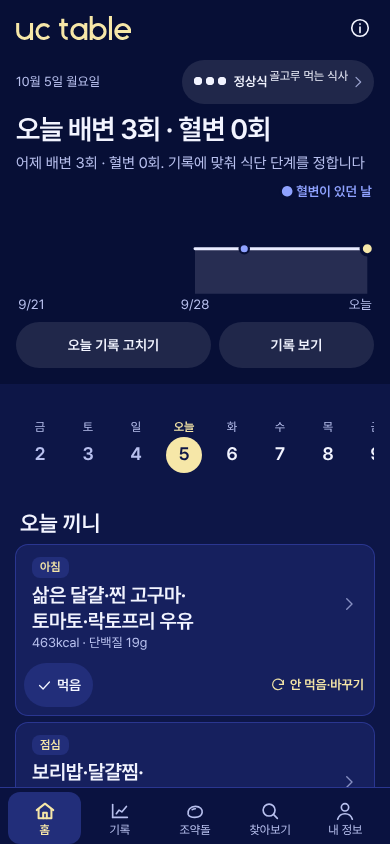 uc table
10월 5일 월요일
정상식 골고루 먹는 식사
오늘 배변 3회 · 혈변 0회
어제 배변 3회 · 혈변 0회. 기록에 맞춰 식단 단계를 정합니다
혈변이 있던 날
9/21 9/28 오늘
오늘 기록 고치기 기록 보기
금 토 일 오늘 화 수 목
2 3 4 5 6 7 8
오늘 끼니
아침
삶은 달걀·찐 고구마·
토마토·락토프리 우유
463kcal · 단백질 19g
먹음 안 먹음·바꾸기
점심
보리밥·달걀찜·
홈 기록 조약돌 찾아보기 내 정보